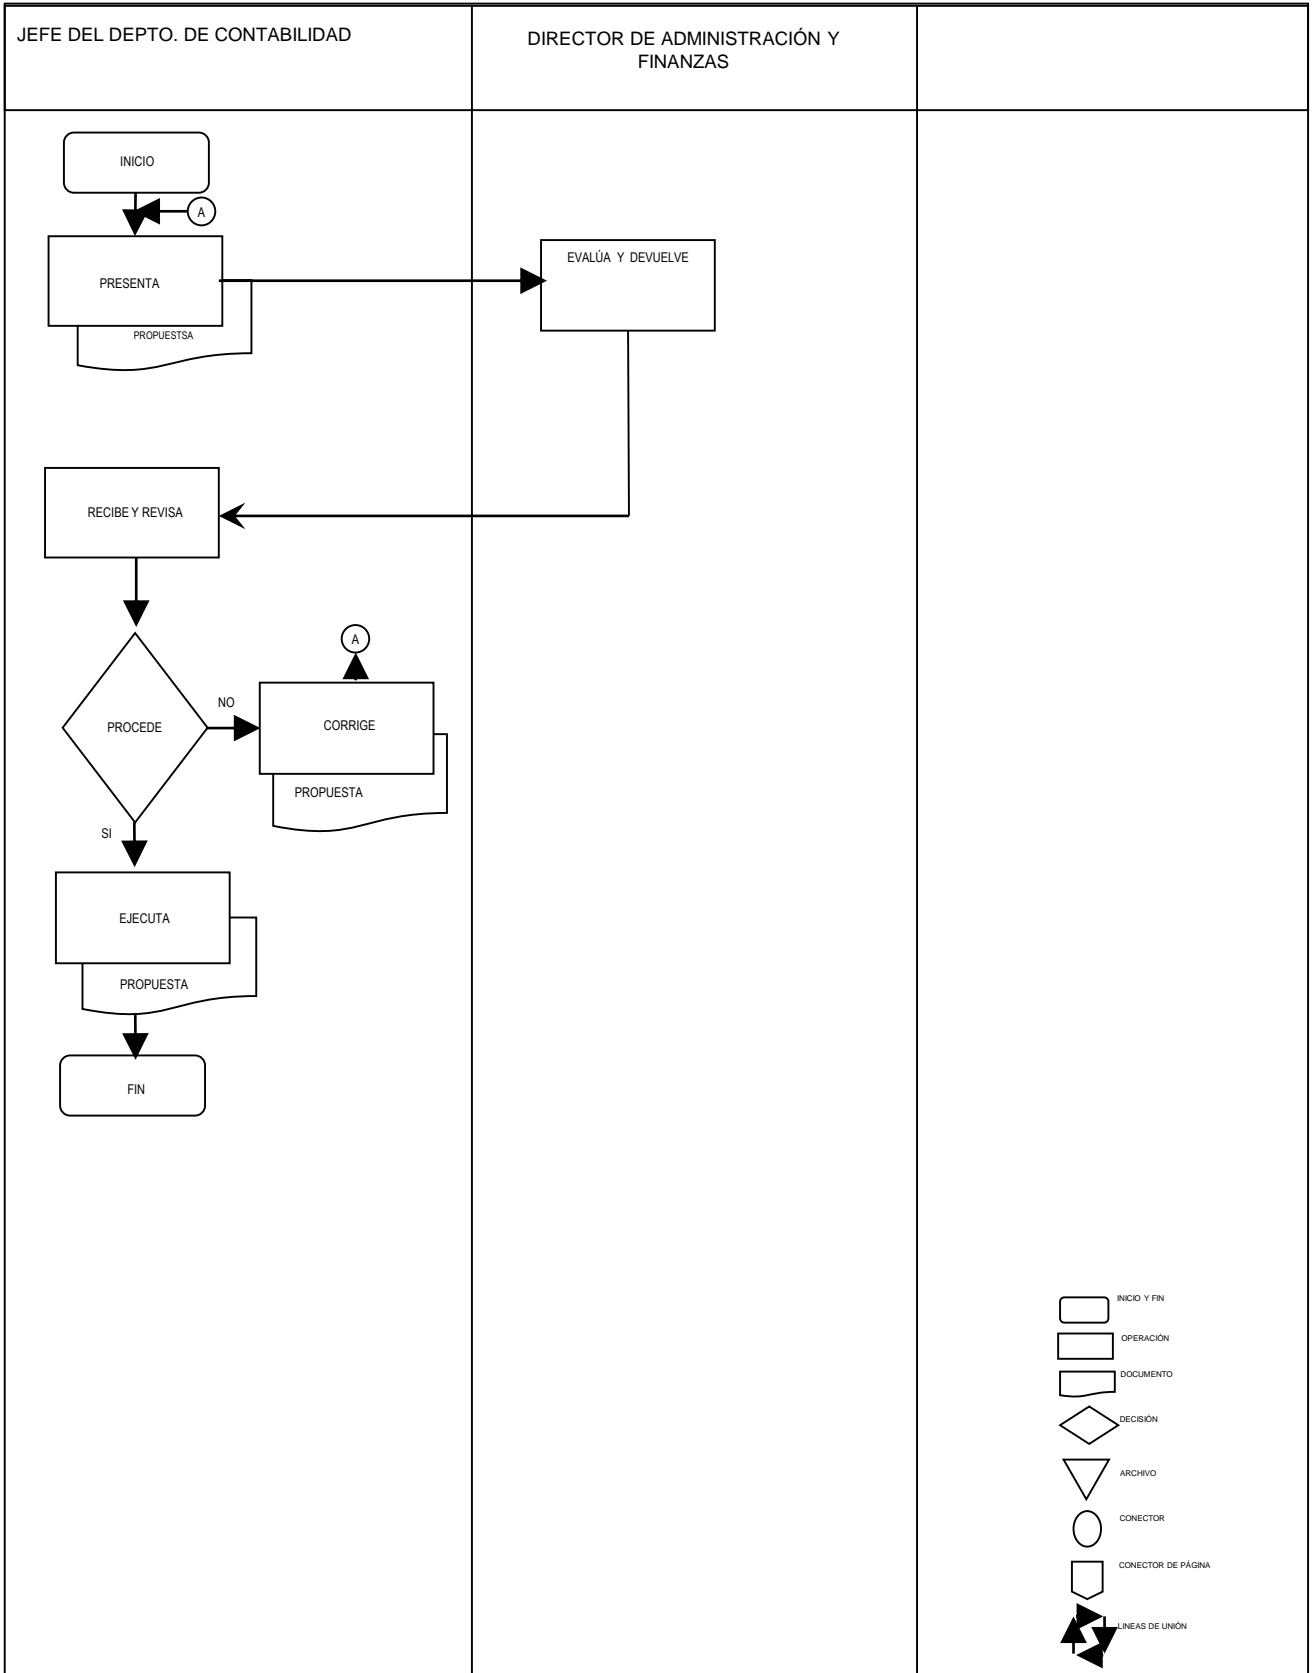 JEFE DEL DEPTO. DE CONTABILIDAD
DIRECTOR DE ADMINISTRACIÓN Y
FINANZAS
INICIO
A
PRESENTA
PROPUESTSA
EVALÚA Y DEVUELVE
RECIBE Y REVISA
A
PROCEDE
NO
CORRIGE
PROPUESTA
SI
EJECUTA
PROPUESTA
FIN
INICIO Y FIN
OPERACIÓN
DOCUMENTO
DECISIÓN
ARCHIVO
CONECTOR
CONECTOR DE PÁGINA
LINEAS DE UNIÓN